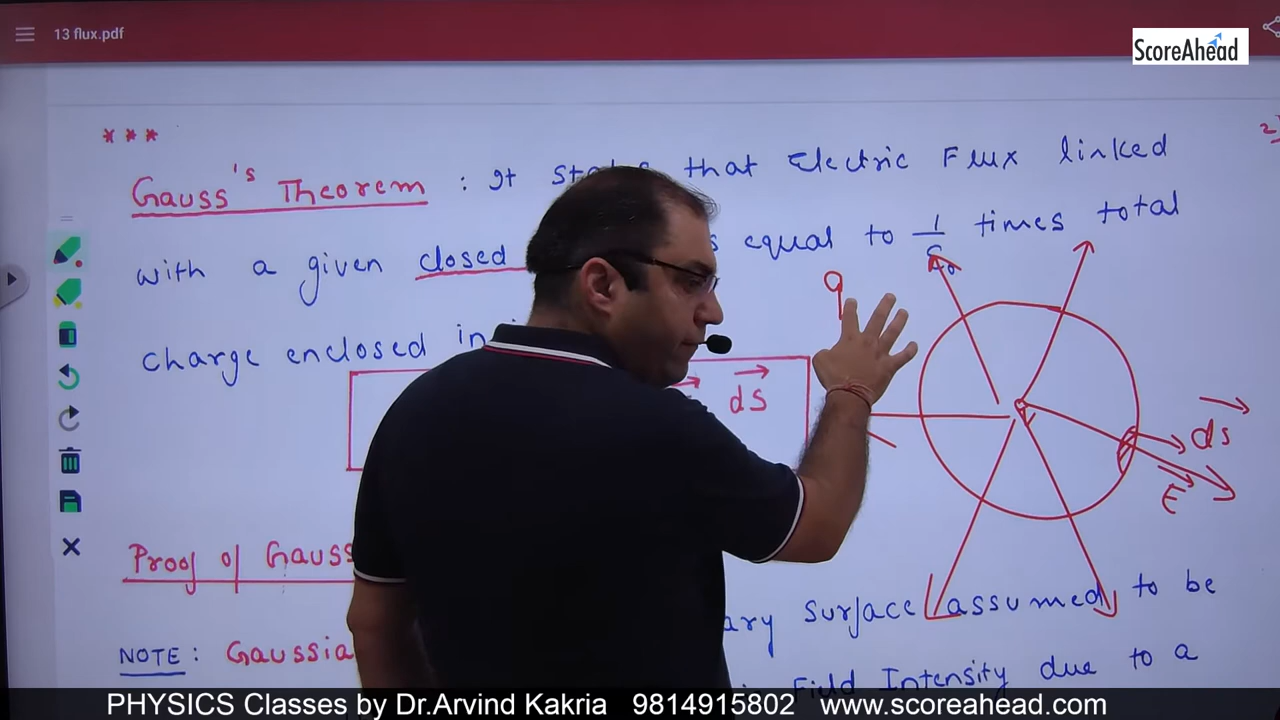 13 flux.pdf
ScoreAhead
***
Gauss's Theorem : It that Electric Flux linked
with a given closed equal to 1/ε0 times total
charge enclosed in
q
dS
ds
E
Proof of Gauss
Surface assumed to be
NOTE: Gaussia
Field Intensity due to a
PHYSICS Classes by Dr.Arvind Kakria 9814915802 www.scoreahead.com